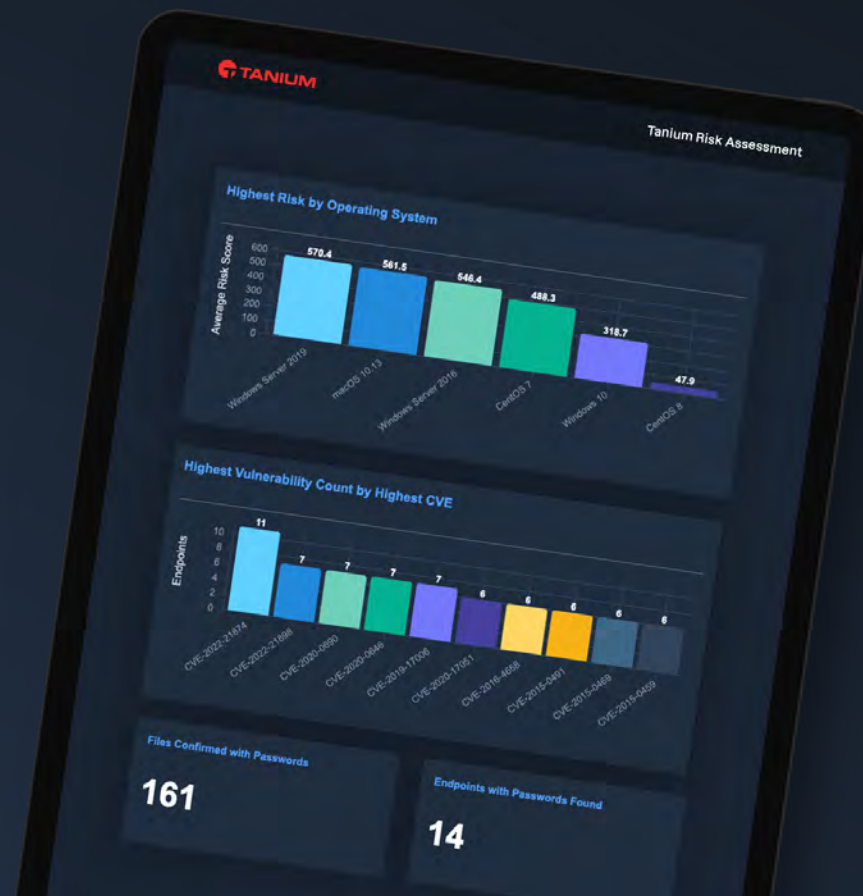 TANIUM
Tanium Risk Assessment
Highest Risk by Operating System
Average Risk Score
600
500
400
300
200
100
0
570.4
561.5
546.4
488.3
318.7
47.9
Windows Server 2019
macOS 10.13
Windows Server 2016
CentOS 7
Windows 10
CentOS 8
Highest Vulnerability Count by Highest CVE
Endpoints
10
8
6
4
2
0
11
7
7
7
7
6
6
6
6
6
CVE-2022-21874
CVE-2022-21898
CVE-2020-0690
CVE-2020-0646
CVE-2019-17006
CVE-2020-17051
CVE-2016-4658
CVE-2015-0491
CVE-2015-0469
CVE-2015-0459
Files Confirmed with Passwords
161
Endpoints with Passwords Found
14